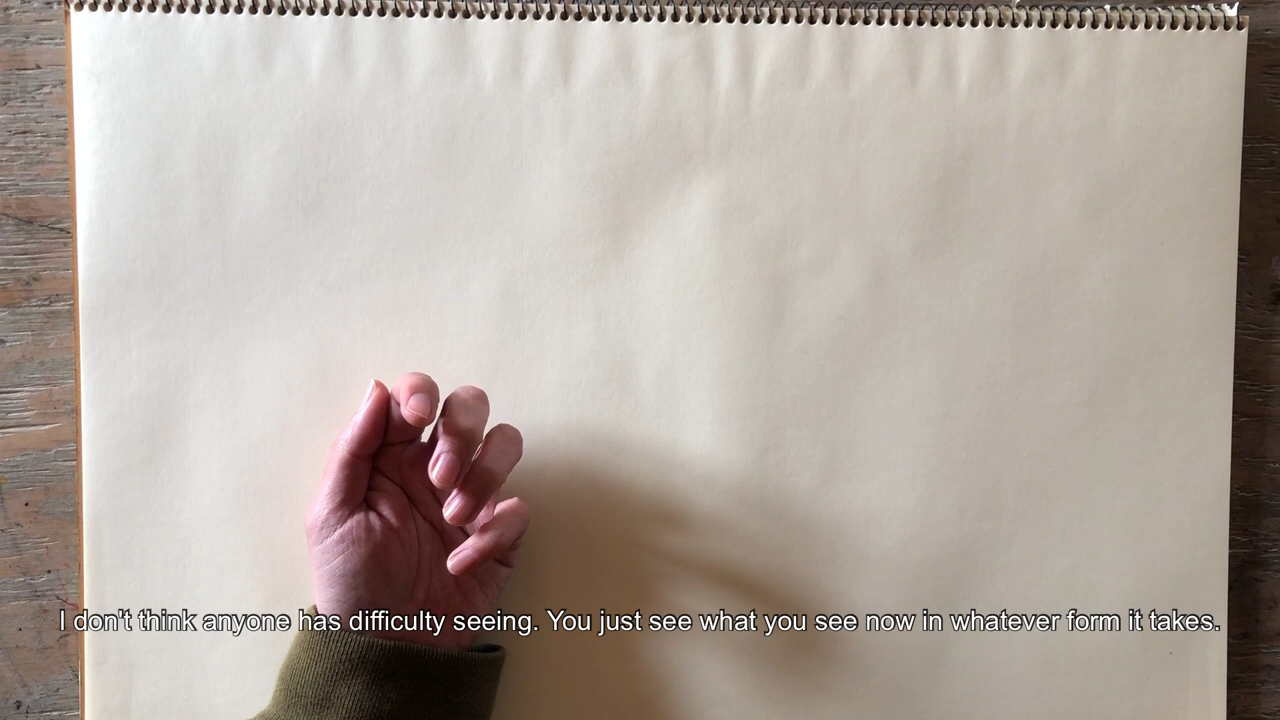 I don't think anyone has difficulty seeing. You just see what you see now in whatever form it takes.